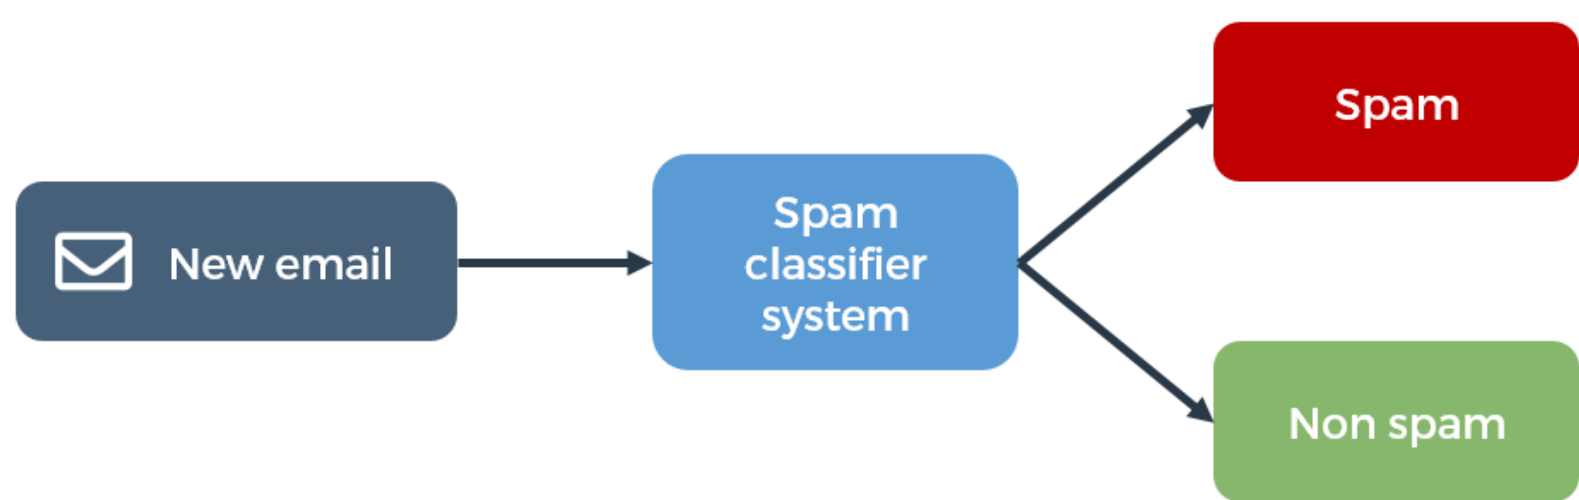 New email
Spam
classifier
system
Spam
Non spam